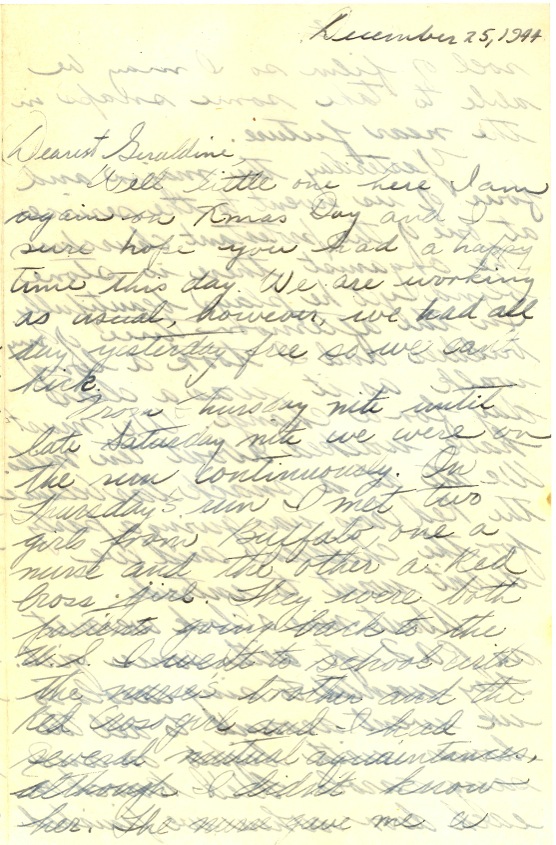 December 25, 1944
Dearest Geraldine,
Well little one here I am
again on Xmas Day and I
sure hope you had a happy
time this day. We are working
as usual, however, we had all
day yesterday free so we can't
kick.
From Thursday nite until
late Saturday nite we were on
the run continuously. In
Thursday's run I met two
girls from Buffalo one a
nurse and the other a Red
Cross girl. They were both
patients going back to the
U.S. I went to school with
the nurse's brother and the
Red Cross girl and I had
several mutual aquaintances,
although I didn't know
her. The nurse gave me a